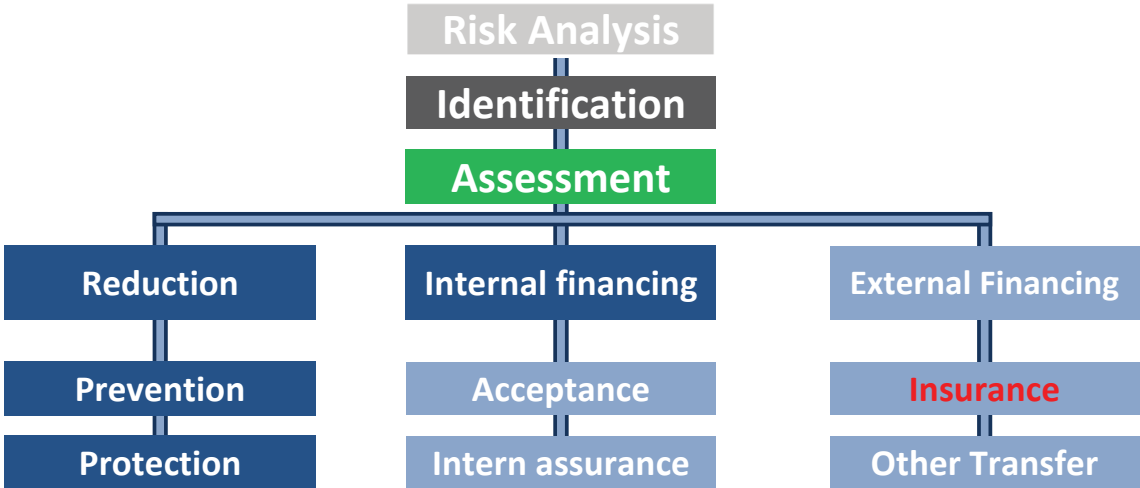 Risk Analysis
Identification
Assessment
Reduction
Internal financing
External Financing
Prevention
Acceptance
Insurance
Protection
Intern assurance
Other Transfer